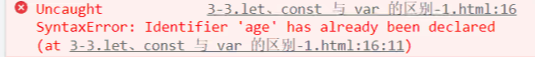 Uncaught 3-3.let、const 与 var 的区别-1.html:16
SyntaxError: Identifier 'age' has already been declared
(at 3-3.let、const 与 var 的区别-1.html:16:11)